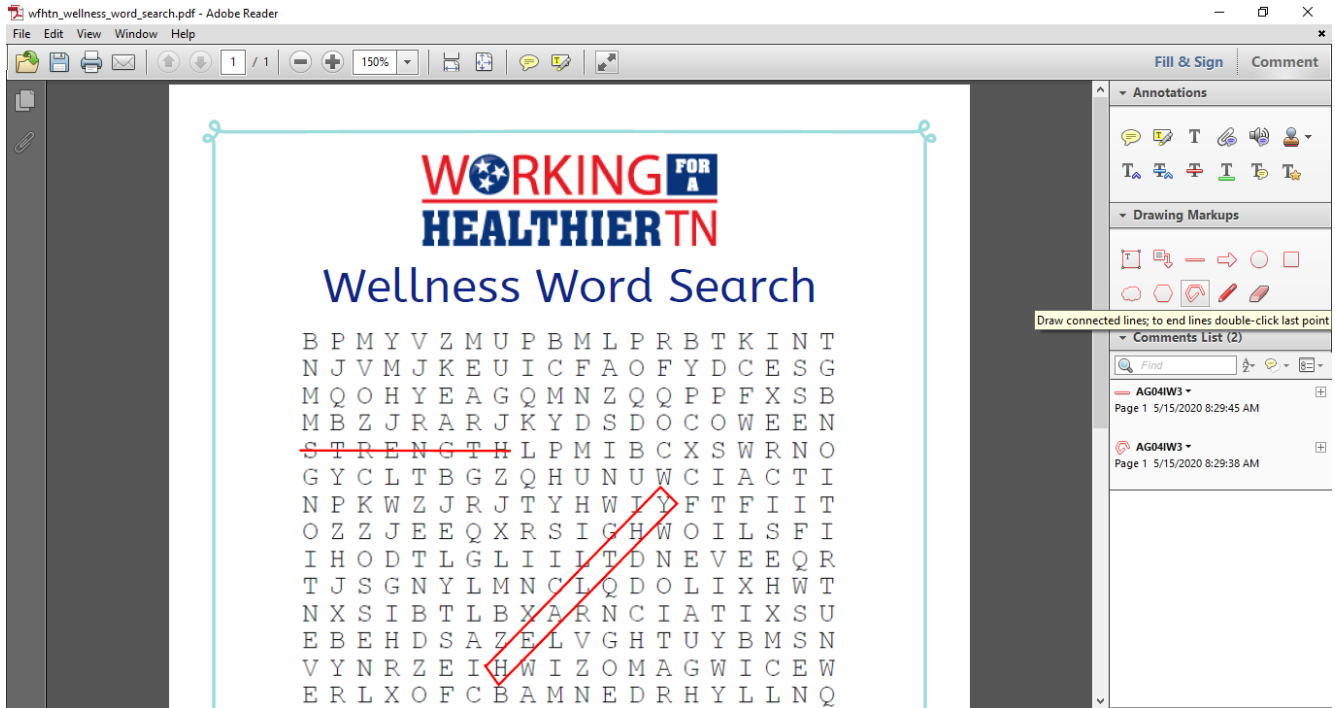 wfhtn_wellness_word_search.pdf - Adobe Reader
File Edit View Window Help
1 / 1 150% Fill & Sign Comment
WORKING FOR A
HEALTHIER TN
Wellness Word Search
B P M Y V Z M U P B M L P R B T K I N T
N J V M J K E U I C F A O F Y D C E S G
M Q O H Y E A G Q M N Z Q Q P P F X S B
M B Z J R A R J K Y D S D O C O W E E N
S T R E N G T H L P M I B C X S W R N O
G Y C L T B G Z Q H U N U W C I A C T I
N P K W Z J R J T Y H W I Y F T F I I T
O Z Z J E E Q X R S I G H W O I L S F I
I H O D T L G L I I L T D N E V E E Q R
T J S G N Y L M N C L Q D O L I X H W T
N X S I B T L B X A R N C I A T I X S U
E B E H D S A Z E L V G H T U Y B M S N
V Y N R Z E I H W I Z O M A G W I C E W
E R L X O F C B A M N E D R H Y L L N Q
Annotations
Drawing Markups
Draw connected lines; to end lines double-click last point
Comments List (2)
Find
AG04IW3
Page 1 5/15/2020 8:29:45 AM
AG04IW3
Page 1 5/15/2020 8:29:38 AM